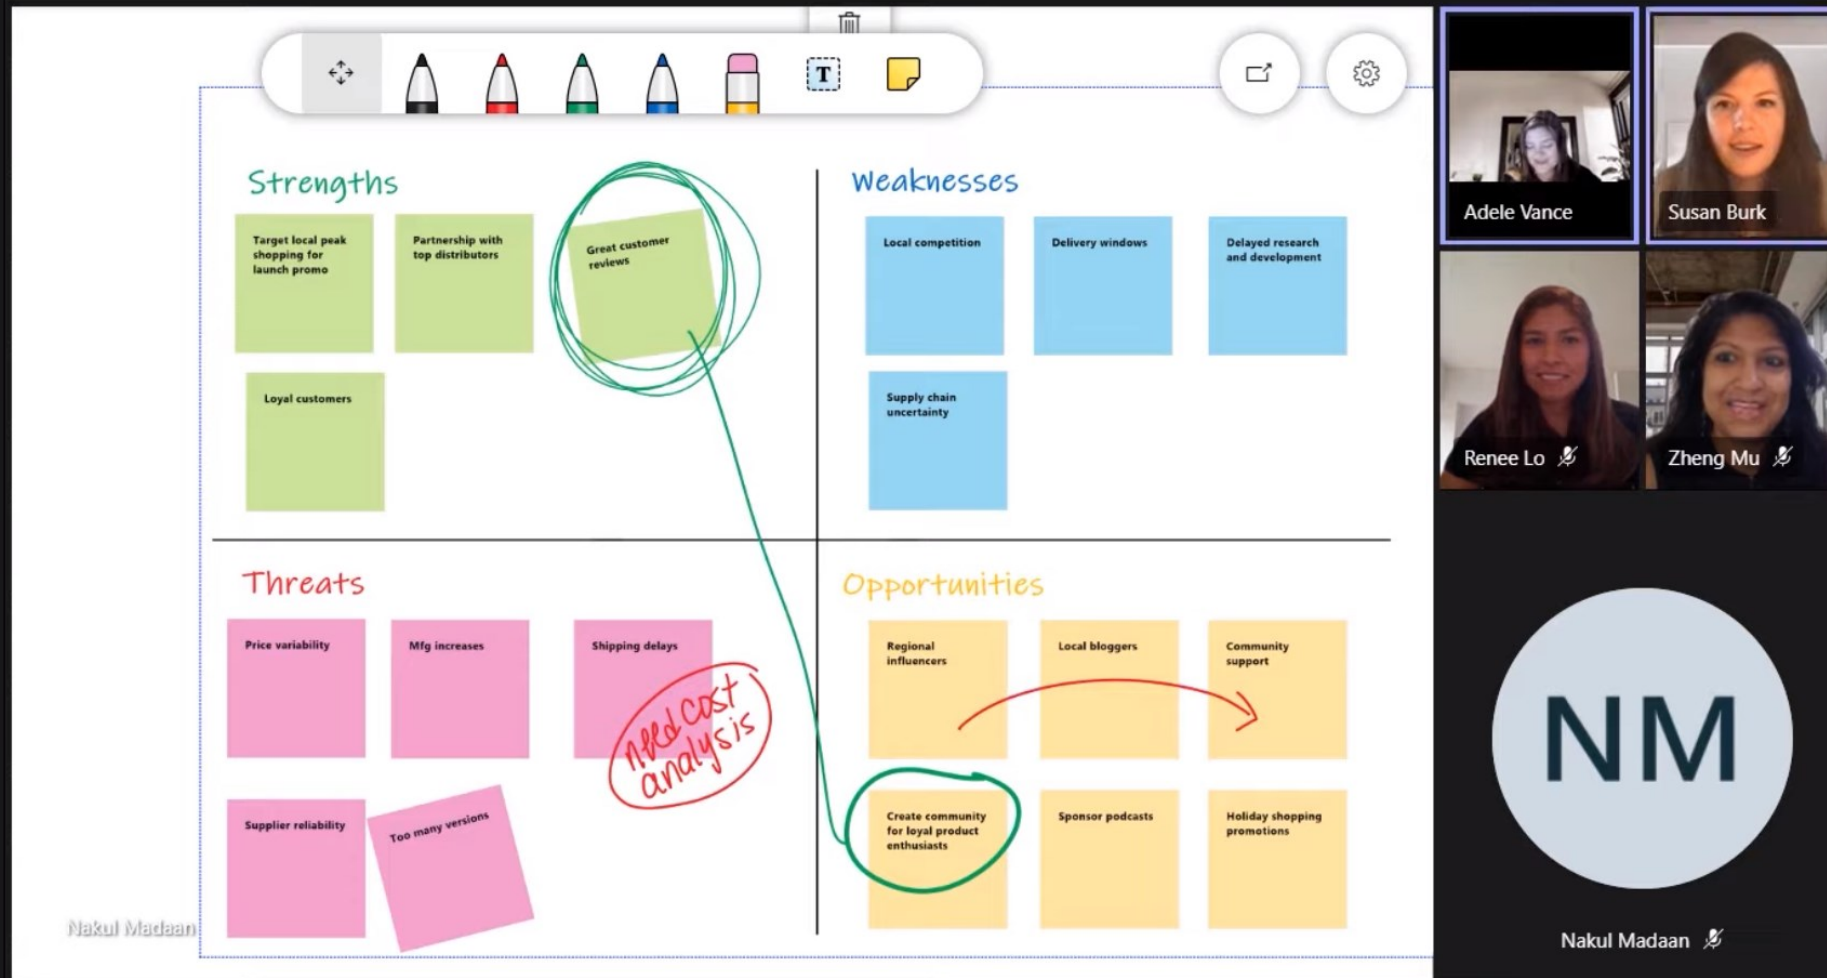 T
Strengths
Target local peak
shopping for
launch promo
Partnership with
top distributors
Great customer
reviews
Loyal customers
Weaknesses
Local competition
Delivery windows
Delayed research
and development
Supply chain
uncertainty
Threats
Price variability
Mfg increases
Shipping delays
need cost
analysis
Supplier reliability
Too many versions
Opportunities
Regional
influencers
Local bloggers
Community
support
Create community
for loyal product
enthusiasts
Sponsor podcasts
Holiday shopping
promotions
Nakul Madaan
Adele Vance
Susan Burk
Renee Lo
Zheng Mu
NM
Nakul Madaan